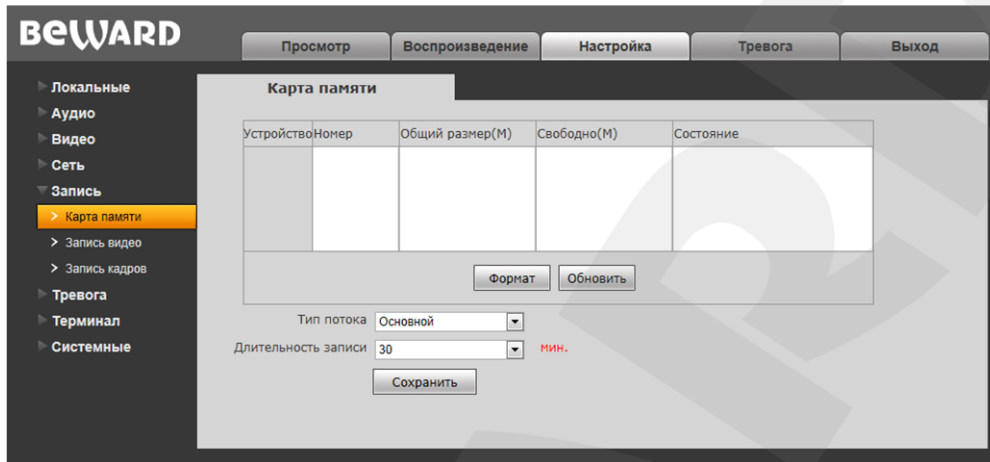 BEWARD
Просмотр Воспроизведение Настройка Тревога Выход
Локальные
Аудио
Видео
Сеть
Запись
Карта памяти
Запись видео
Запись кадров
Тревога
Терминал
Системные
Карта памяти
Устройство Номер Общий размер(M) Свободно(M) Состояние
Формат Обновить
Тип потока Основной
Длительность записи 30 мин.
Сохранить